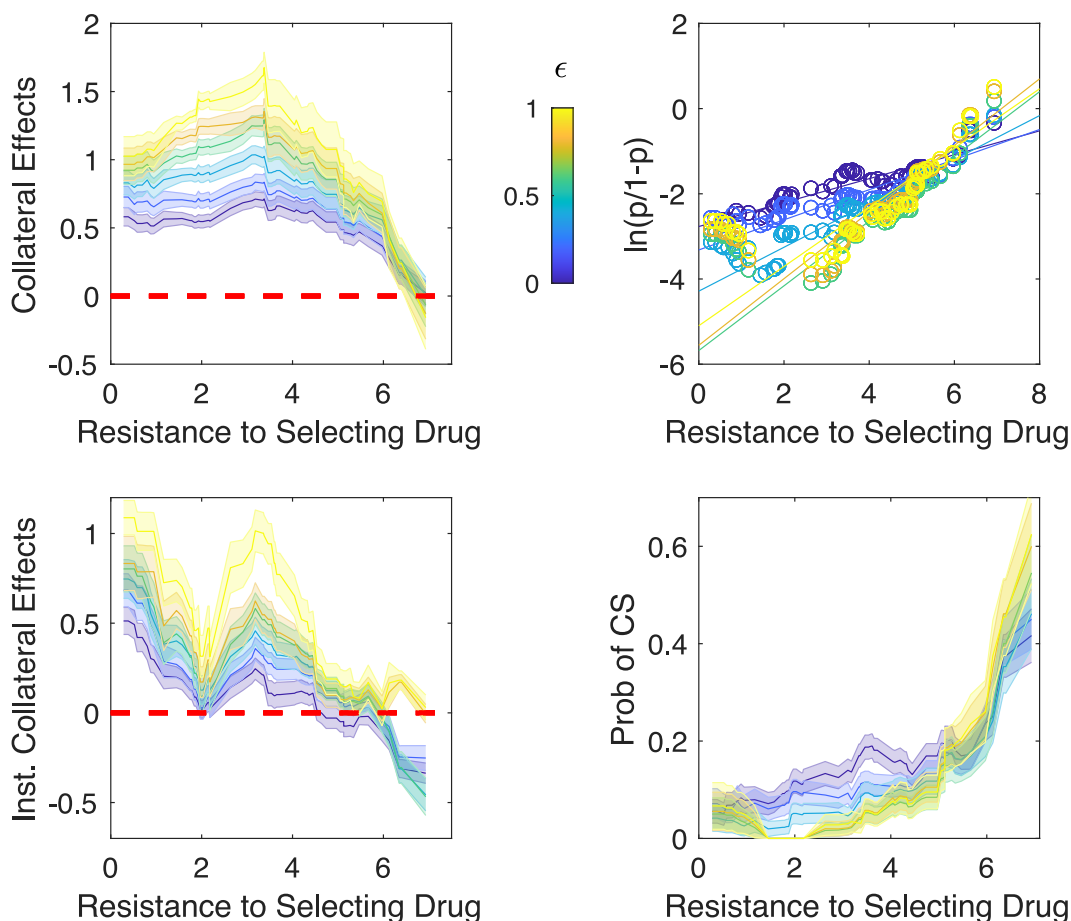 2
1.5
1
0.5
0
-0.5
0 2 4 6
Collateral Effects
Resistance to Selecting Drug
ϵ
1
0.5
0
2
0
-2
-4
-6
0 2 4 6 8
ln(p/1-p)
Resistance to Selecting Drug
1
0.5
0
-0.5
0 2 4 6
Inst. Collateral Effects
Resistance to Selecting Drug
0.6
0.4
0.2
0
0 2 4 6
Prob of CS
Resistance to Selecting Drug